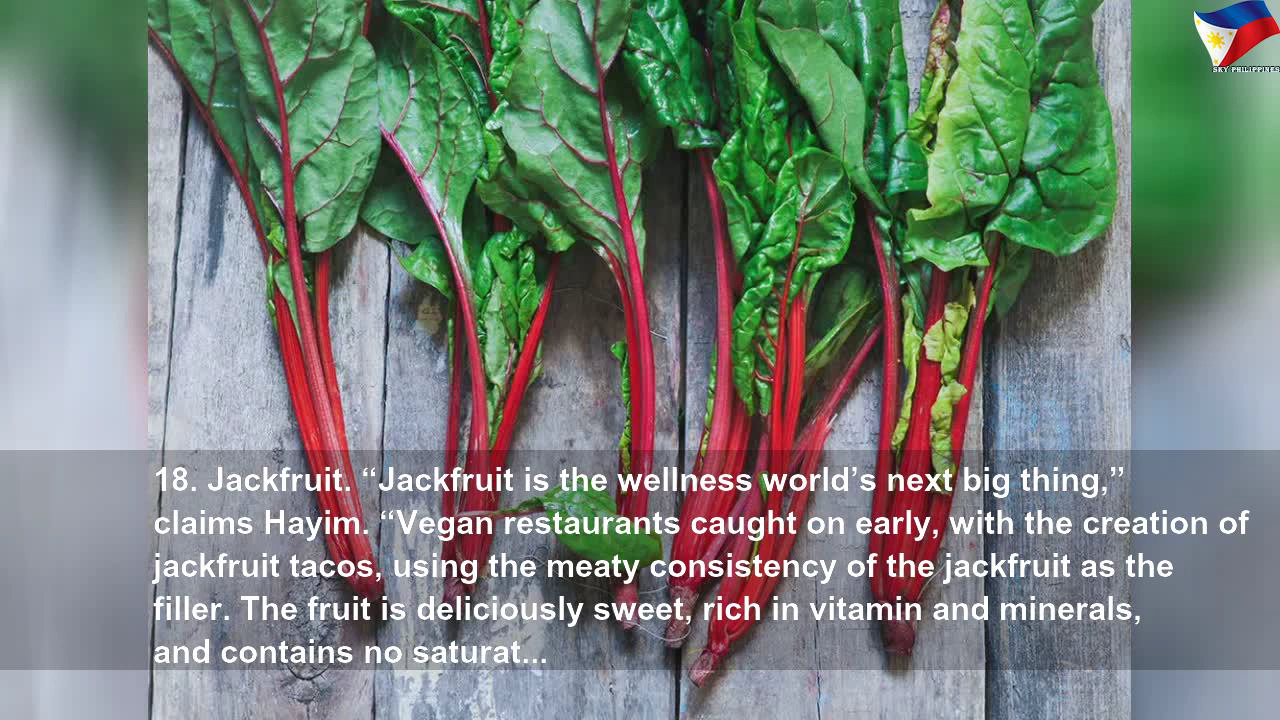 SKY PHILIPPINES
18. Jackfruit. “Jackfruit is the wellness world’s next big thing,”
claims Hayim. “Vegan restaurants caught on early, with the creation of
jackfruit tacos, using the meaty consistency of the jackfruit as the
filler. The fruit is deliciously sweet, rich in vitamin and minerals,
and contains no saturat...